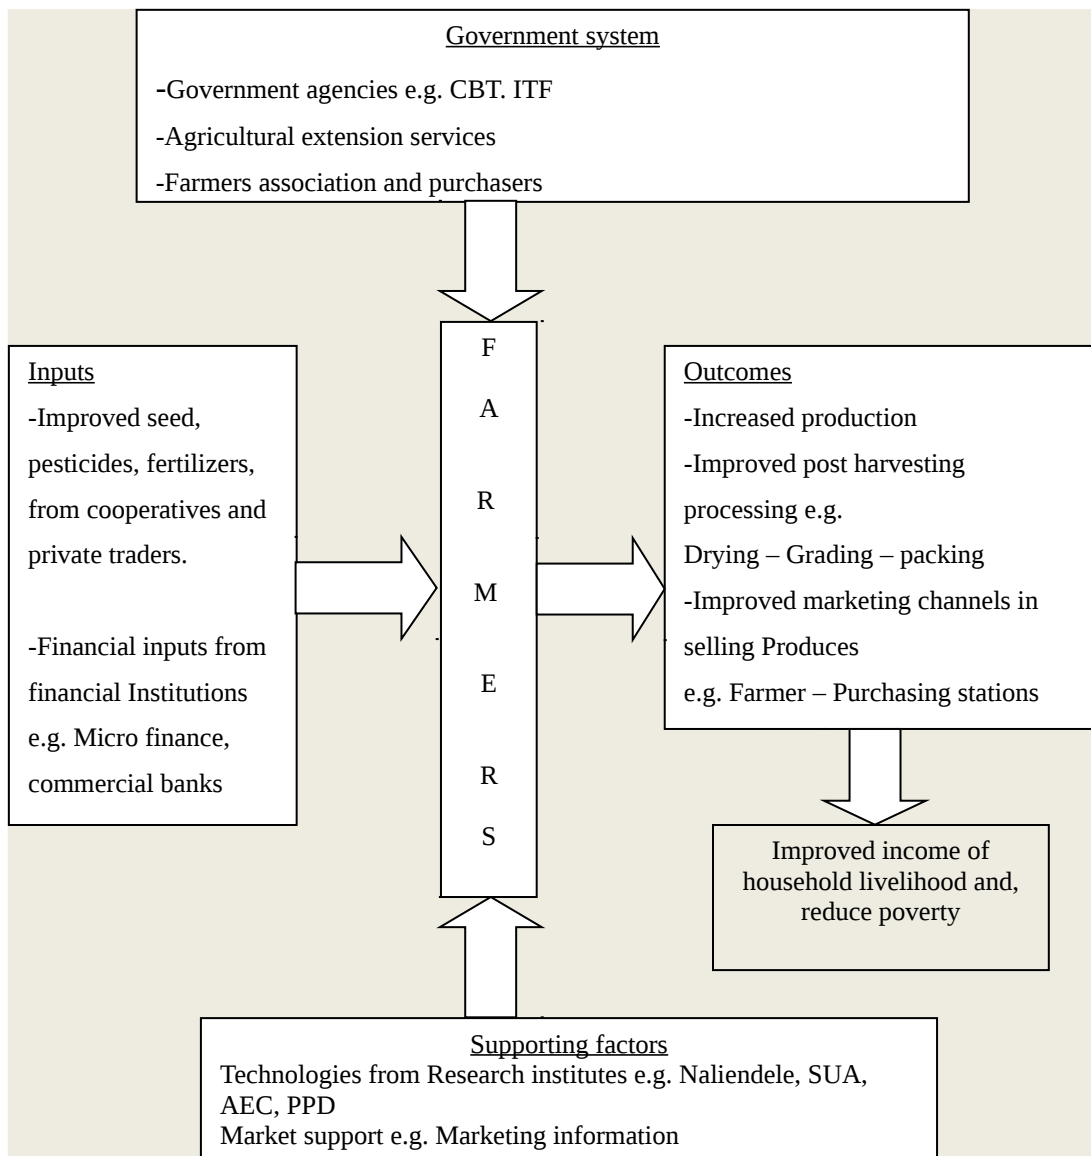 Government system
-Government agencies e.g. CBT. ITF
-Agricultural extension services
-Farmers association and purchasers
Inputs
-Improved seed,
pesticides, fertilizers,
from cooperatives and
private traders.
-Financial inputs from
financial Institutions
e.g. Micro finance,
commercial banks
F
A
R
M
E
R
S
Outcomes
-Increased production
-Improved post harvesting
processing e.g.
Drying – Grading – packing
-Improved marketing channels in
selling Produces
e.g. Farmer – Purchasing stations
Improved income of
household livelihood and,
reduce poverty
Supporting factors
Technologies from Research institutes e.g. Naliendele, SUA,
AEC, PPD
Market support e.g. Marketing information